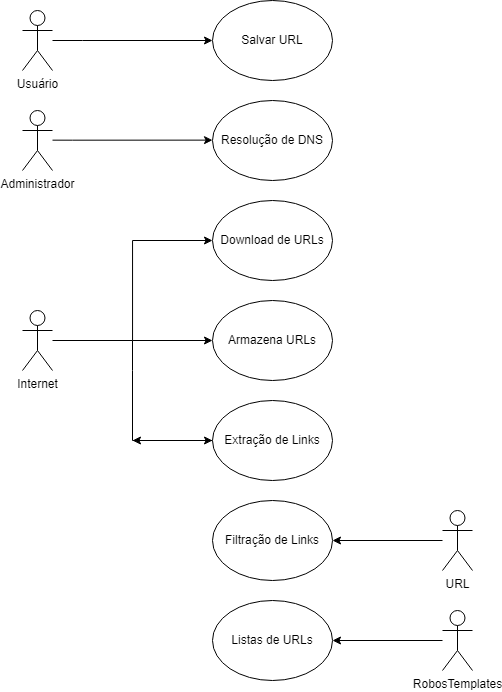 Salvar URL
Usuário
Resolução de DNS
Administrador
Download de URLs
Armazena URLs
Internet
Extração de Links
Filtração de Links
URL
Listas de URLs
RobosTemplates